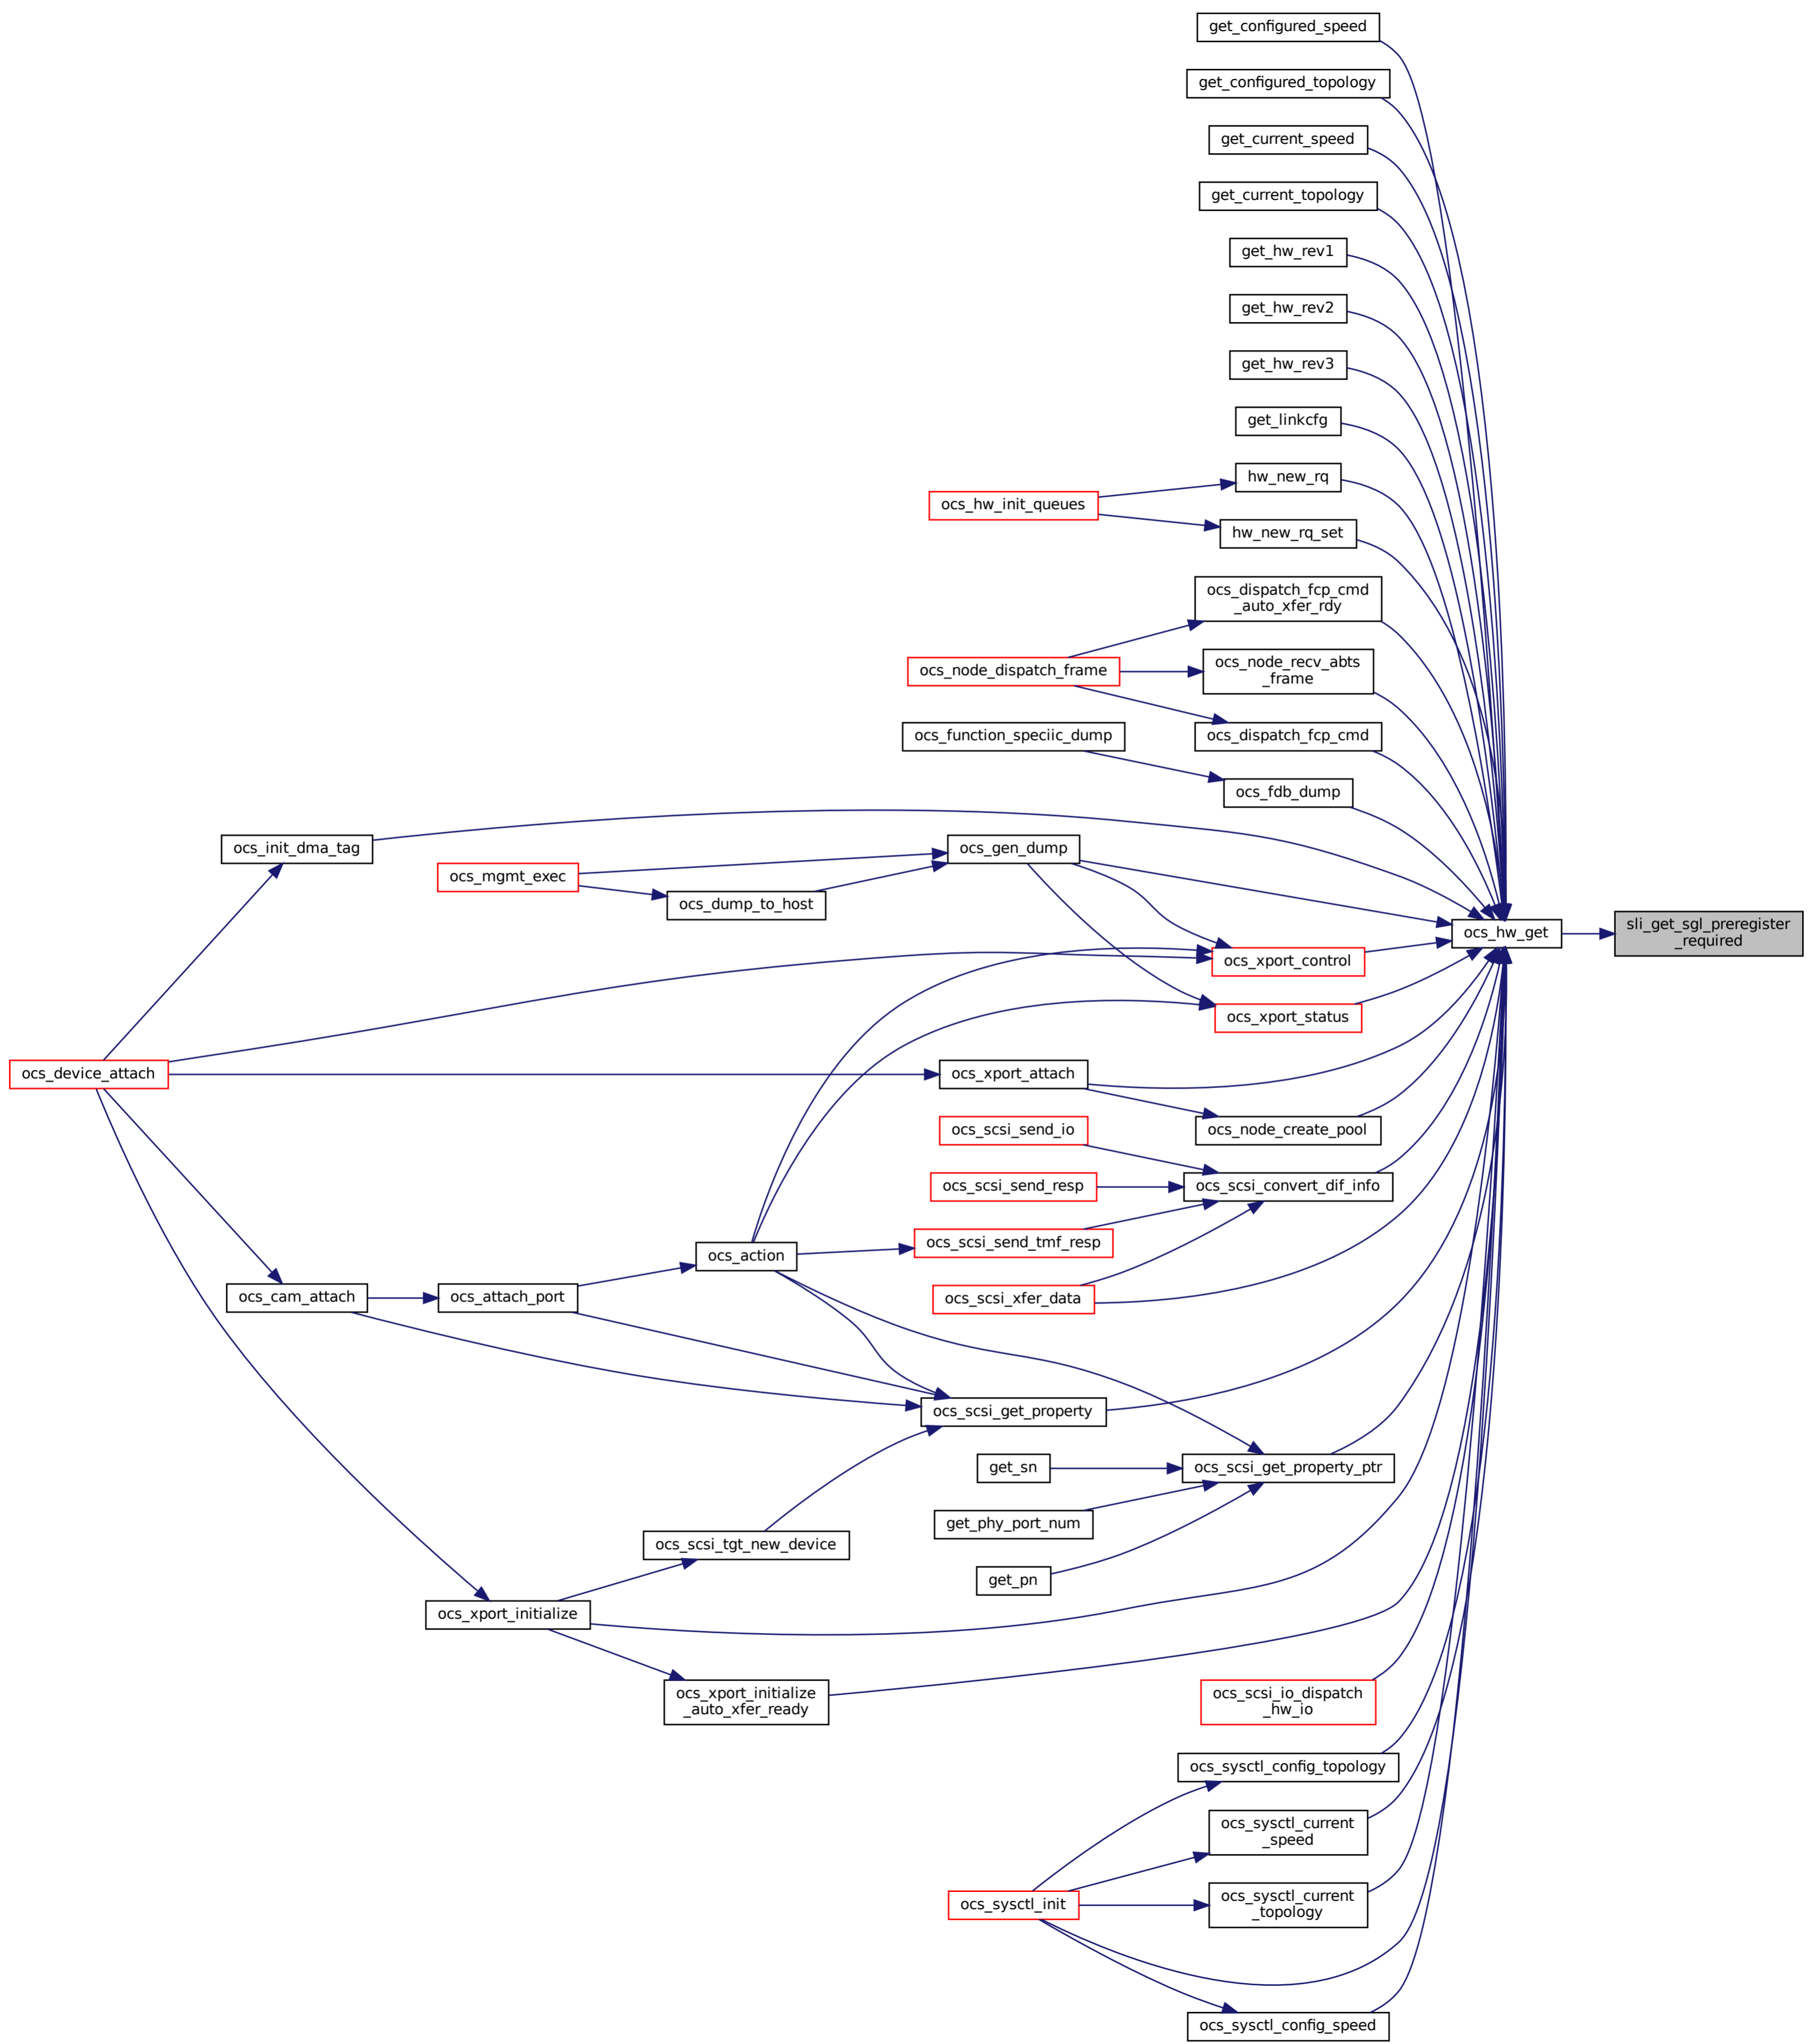 get_configured_speed
get_configured_topology
get_current_speed
get_current_topology
get_hw_rev1
get_hw_rev2
get_hw_rev3
get_linkcfg
hw_new_rq
ocs_hw_init_queues
hw_new_rq_set
ocs_dispatch_fcp_cmd
_auto_xfer_rdy
ocs_node_dispatch_frame
ocs_node_recv_abts
_frame
ocs_function_speciic_dump
ocs_dispatch_fcp_cmd
ocs_fdb_dump
ocs_init_dma_tag
ocs_gen_dump
ocs_mgmt_exec
ocs_dump_to_host
ocs_hw_get
sli_get_sgl_preregister
_required
ocs_xport_control
ocs_xport_status
ocs_device_attach
ocs_xport_attach
ocs_scsi_send_io
ocs_node_create_pool
ocs_scsi_send_resp
ocs_scsi_convert_dif_info
ocs_scsi_send_tmf_resp
ocs_action
ocs_cam_attach
ocs_attach_port
ocs_scsi_xfer_data
ocs_scsi_get_property
get_sn
ocs_scsi_get_property_ptr
get_phy_port_num
ocs_scsi_tgt_new_device
get_pn
ocs_xport_initialize
ocs_xport_initialize
_auto_xfer_ready
ocs_scsi_io_dispatch
_hw_io
ocs_sysctl_config_topology
ocs_sysctl_current
_speed
ocs_sysctl_init
ocs_sysctl_current
_topology
ocs_sysctl_config_speed